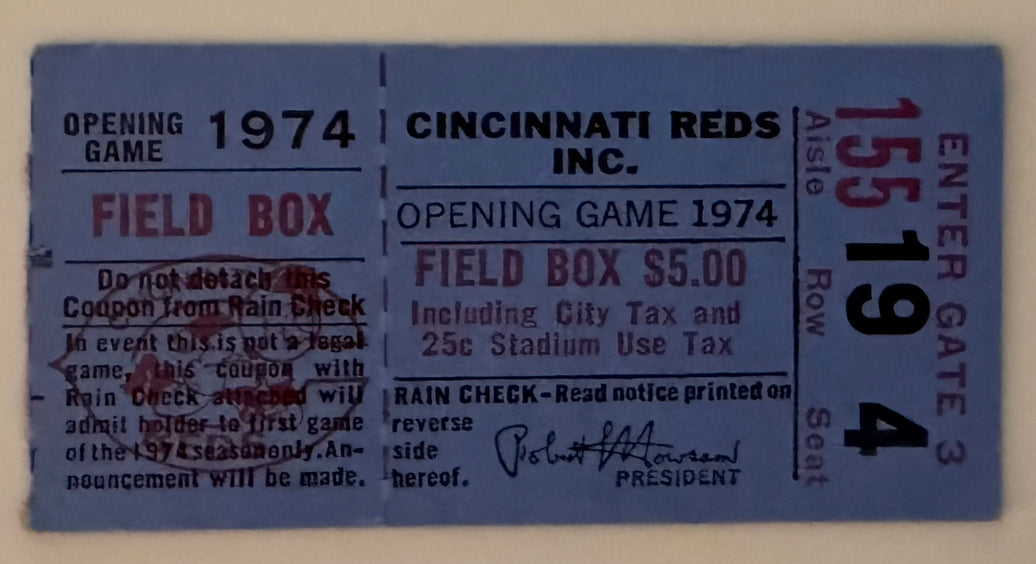 OPENING GAME 1974
FIELD BOX
Do not detach this
Coupon from Rain Check
In event this is not a legal
game, this coupon with
Rain Check attached will
admit holder to first game
of the 1974 season only. An-
nouncement will be made.
REDS
CINCINNATI REDS
INC.
OPENING GAME 1974
FIELD BOX $5.00
Including City Tax and
25c Stadium Use Tax
RAIN CHECK-Read notice printed on
reverse
side
hereof.
Robert L Howsam
PRESIDENT
ENTER GATE 3
155 19 4
Aisle Row Seat